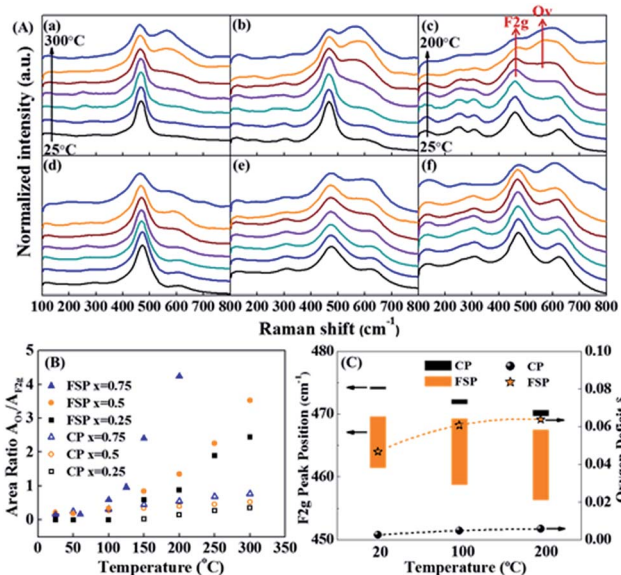 (A)
(a)
(b)
(c)
F2g
Ov
300°C
25°C
200°C
25°C
(d)
(e)
(f)
Normalized intensity (a.u.)
100 200 300 400 500 600 700 800
200 300 400 500 600 700 800
200 300 400 500 600 700 800
Raman shift (cm-1)
(B)
FSP x=0.75
FSP x=0.5
FSP x=0.25
CP x=0.75
CP x=0.5
CP x=0.25
Area Ratio AOv/AF2g
5
4
3
2
1
0
0 50 100 150 200 250 300 350
Temperature (°C)
(C)
CP
FSP
CP
FSP
F2g Peak Position (cm-1)
480
470
460
450
20 100 200
Temperature (°C)
0.10
0.08
0.06
0.04
0.02
0.00
Oxygen Deficit